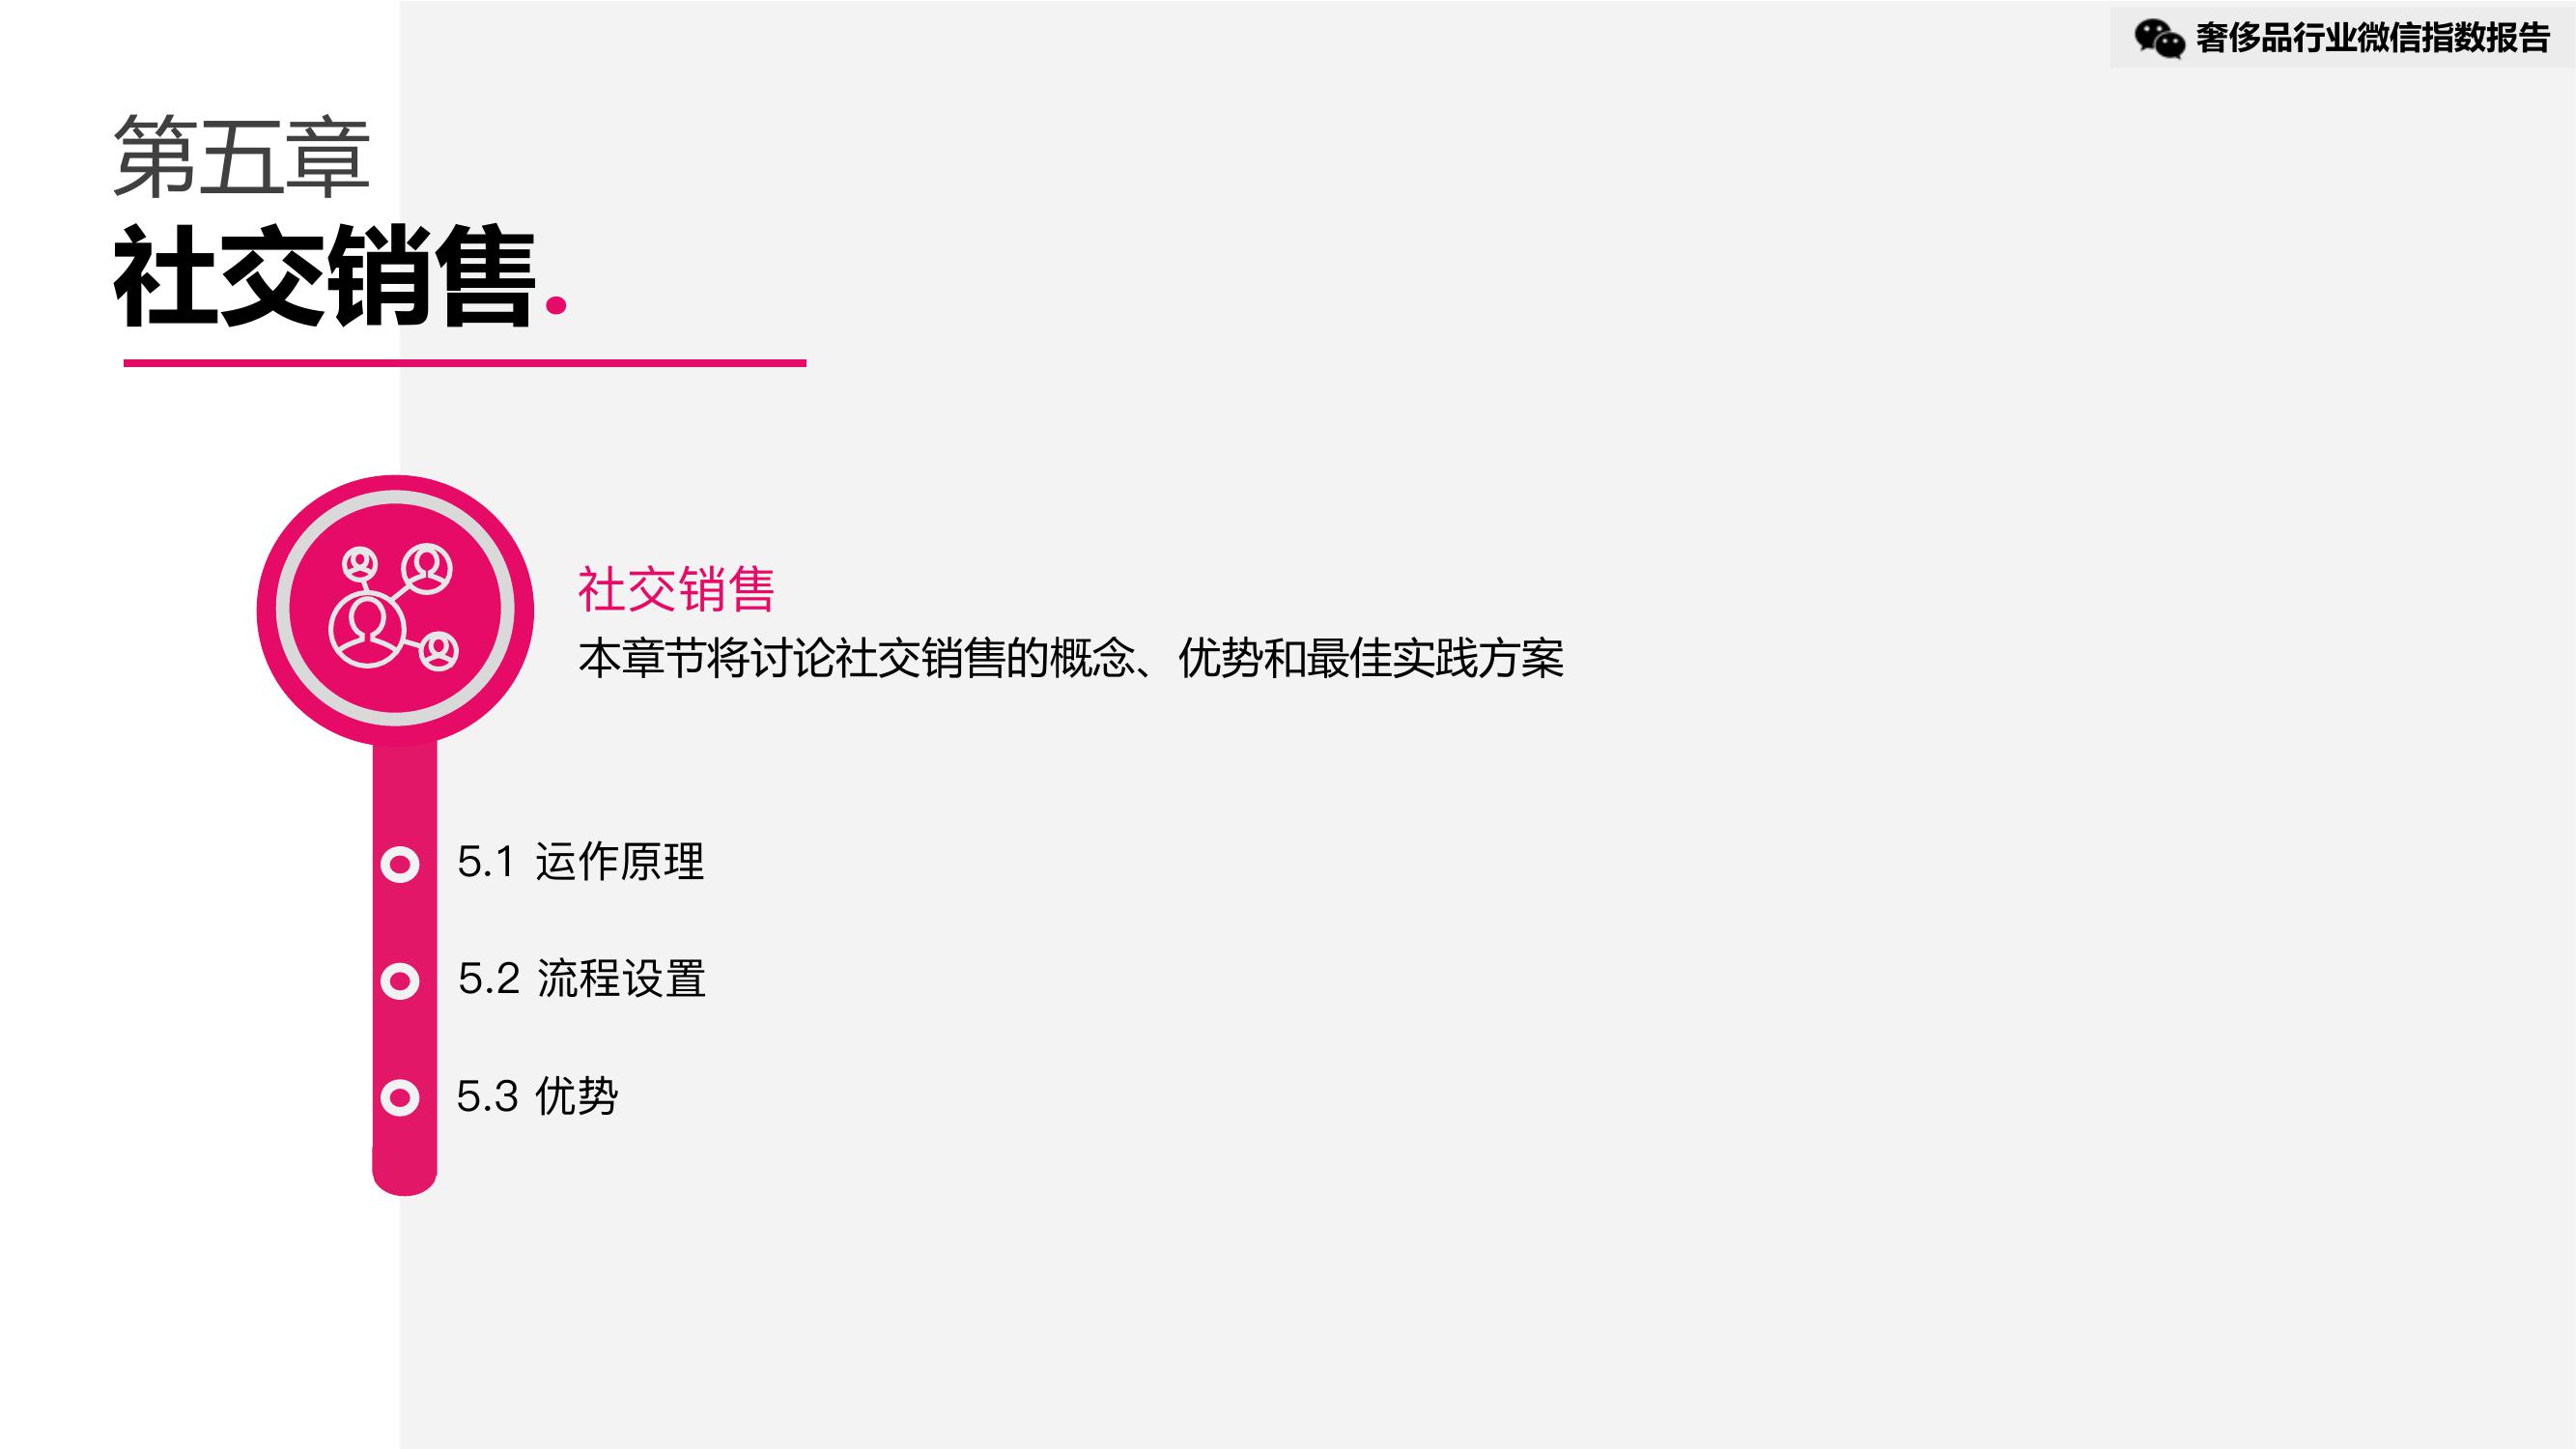 奢侈品行业微信指数报告
第五章
社交销售.
社交销售
本章节将讨论社交销售的概念、优势和最佳实践方案
5.1 运作原理
5.2 流程设置
5.3 优势